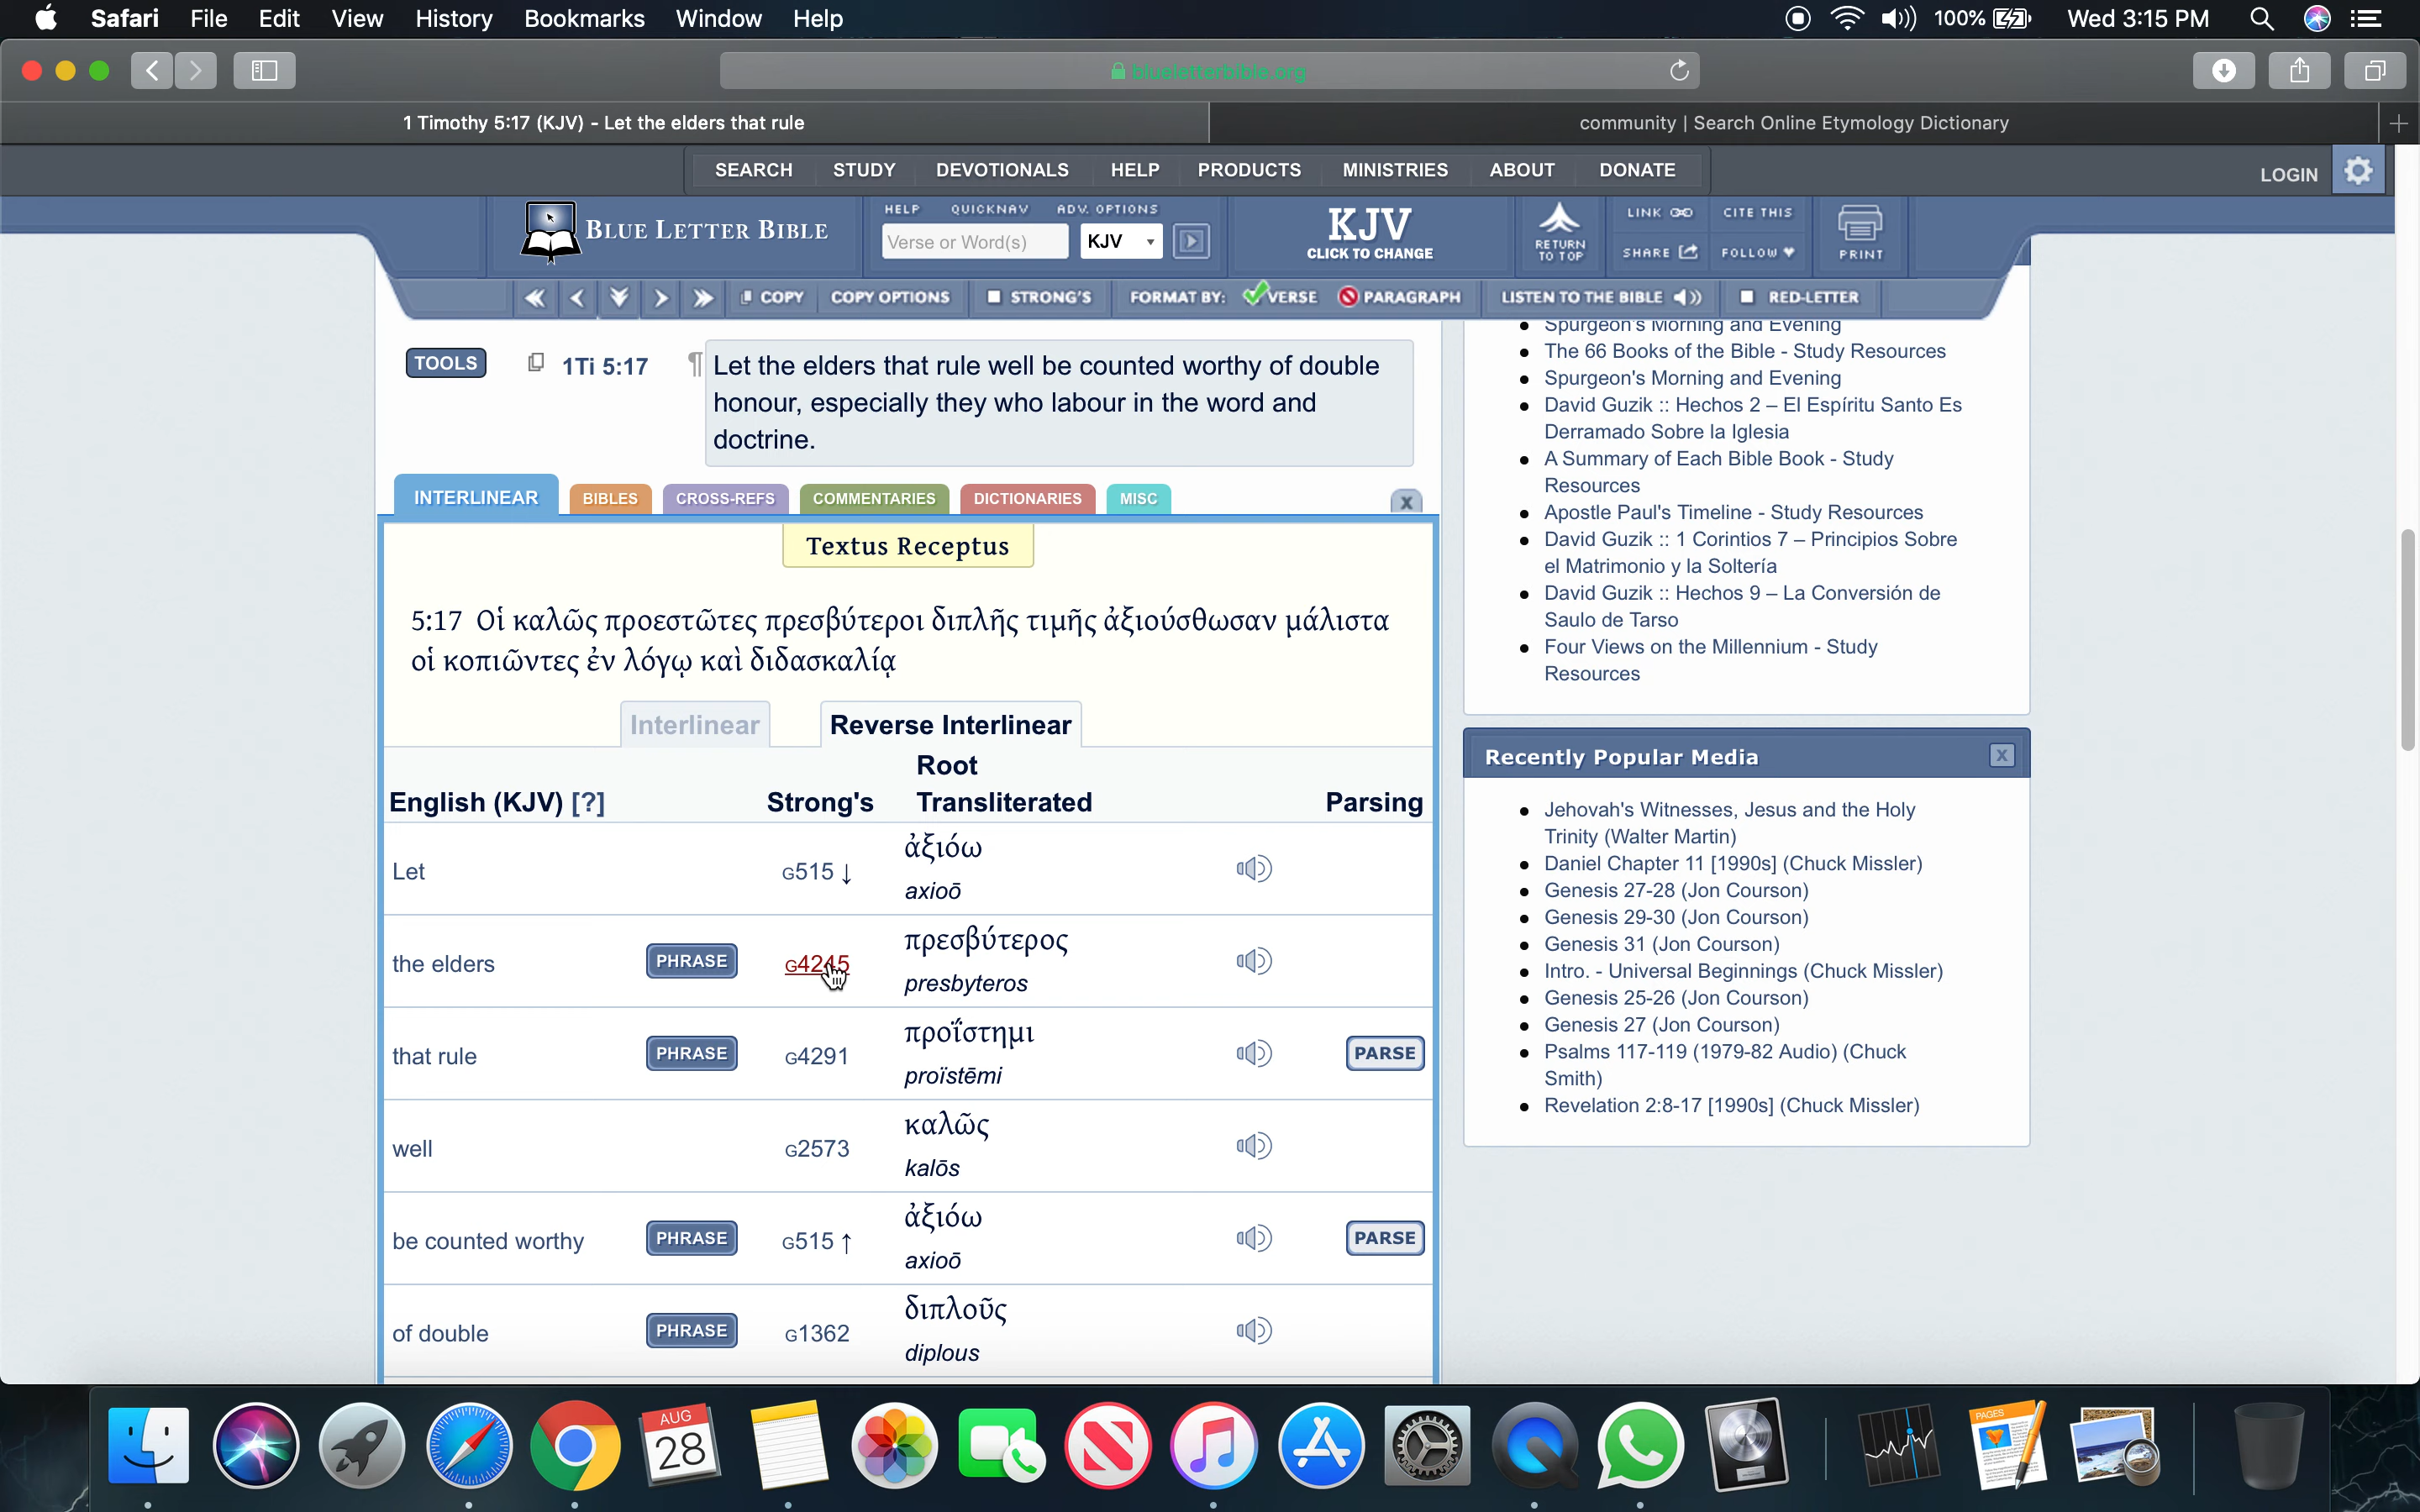 Safari File Edit View History Bookmarks Window Help 100% Wed 3:15 PM
blueletterbible.org
1 Timothy 5:17 (KJV) - Let the elders that rule
community | Search Online Etymology Dictionary
SEARCH STUDY DEVOTIONALS HELP PRODUCTS MINISTRIES ABOUT DONATE
LOGIN
BLUE LETTER BIBLE
HELP QUICKNAV ADV. OPTIONS
Verse or Word(s) KJV
KJV
CLICK TO CHANGE
RETURN
TO TOP
LINK CITE THIS
SHARE FOLLOW
PRINT
COPY COPY OPTIONS STRONG'S FORMAT BY: VERSE PARAGRAPH LISTEN TO THE BIBLE RED-LETTER
TOOLS 1Ti 5:17 ¶ Let the elders that rule well be counted worthy of double
honour, especially they who labour in the word and
doctrine.
INTERLINEAR BIBLES CROSS-REFS COMMENTARIES DICTIONARIES MISC X
Textus Receptus
5:17 Οἱ καλῶς προεστῶτες πρεσβύτεροι διπλῆς τιμῆς ἀξιούσθωσαν μάλιστα
οἱ κοπιῶντες ἐν λόγῳ καὶ διδασκαλίᾳ
Interlinear Reverse Interlinear
English (KJV) [?] Strong's Root
Transliterated Parsing
Let G515 ↓ ἀξιόω
axioō
the elders PHRASE G4245 πρεσβύτερος
presbyteros
that rule PHRASE G4291 προΐστημι PARSE
proïstēmi
well G2573 καλῶς
kalōs
be counted worthy PHRASE G515 ↑ ἀξιόω PARSE
axioō
of double PHRASE G1362 διπλοῦς
diplous
Spurgeon's Morning and Evening
The 66 Books of the Bible - Study Resources
Spurgeon's Morning and Evening
David Guzik :: Hechos 2 – El Espíritu Santo Es
Derramado Sobre la Iglesia
A Summary of Each Bible Book - Study
Resources
Apostle Paul's Timeline - Study Resources
David Guzik :: 1 Corintios 7 – Principios Sobre
el Matrimonio y la Soltería
David Guzik :: Hechos 9 – La Conversión de
Saulo de Tarso
Four Views on the Millennium - Study
Resources
Recently Popular Media X
Jehovah's Witnesses, Jesus and the Holy
Trinity (Walter Martin)
Daniel Chapter 11 [1990s] (Chuck Missler)
Genesis 27-28 (Jon Courson)
Genesis 29-30 (Jon Courson)
Genesis 31 (Jon Courson)
Intro. - Universal Beginnings (Chuck Missler)
Genesis 25-26 (Jon Courson)
Genesis 27 (Jon Courson)
Psalms 117-119 (1979-82 Audio) (Chuck
Smith)
Revelation 2:8-17 [1990s] (Chuck Missler)
AUG
28
PAGES